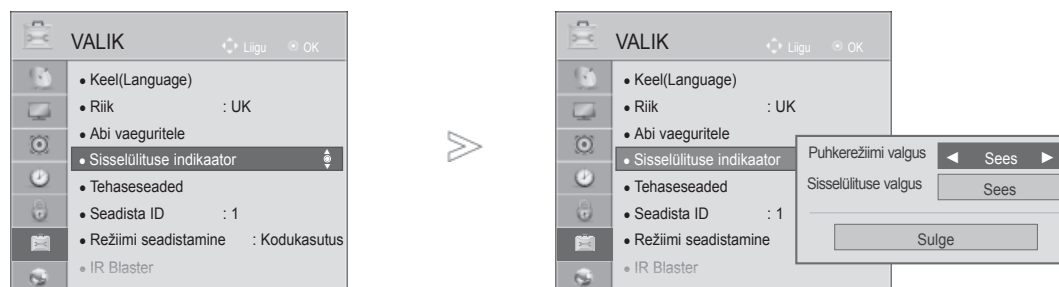 VALIK Liigu OK
• Keel(Language)
• Riik : UK
• Abi vaeguritele
• Sisselülituse indikaator
• Tehaseseaded
• Seadista ID : 1
• Režiimi seadistamine : Kodukasutus
• IR Blaster
VALIK Liigu OK
• Keel(Language)
• Riik : UK
• Abi vaeguritele
• Sisselülituse indikaator
• Tehaseseaded
• Seadista ID : 1
• Režiimi seadistamine
• IR Blaster
Puhkerežiimi valgus ◄ Sees ►
Sisselülituse valgus Sees
Sulge